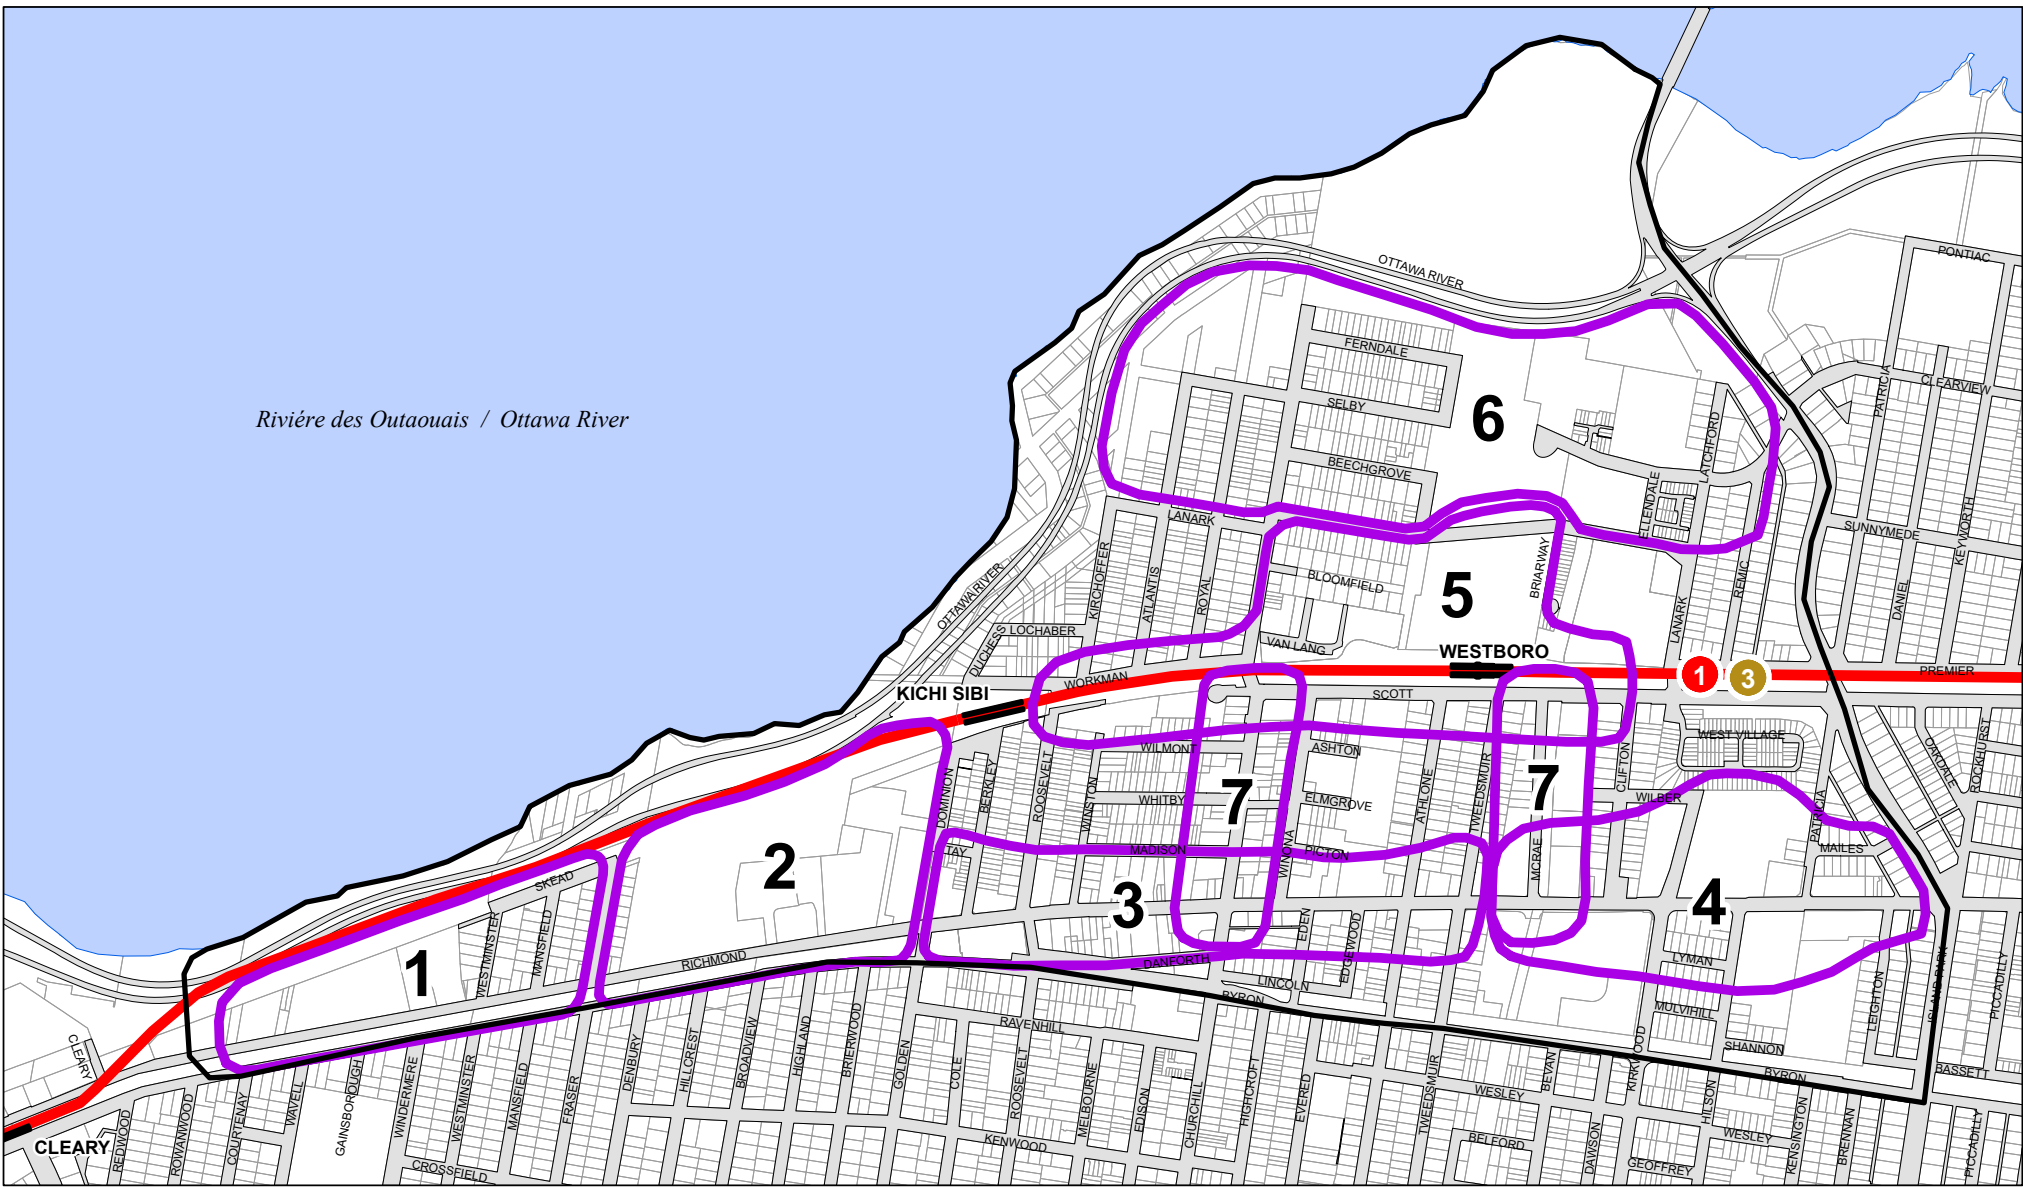 OTTAWA RIVER
PONTIAC
FERNDALE
CLEARVIEW
PATRICIA
SELBY
Riviére des Outaouais / Ottawa River
6
LATCHFORD
BEECHGROVE
ELLENDALE
LANARK
SUNNYMEDE
KEYWORTH
KIRCHOFFER
ATLANTIS
ROYAL
BLOOMFIELD
BRIARWAY
5
REMIC
DANIEL
OTTAWA RIVER
LOCHABER
DUCHESS
LANARK
VAN LANG
WESTBORO
1
3
PREMIER
WORKMAN
KICHI SIBI
SCOTT
WEST VILLAGE
OAKDALE
ROCKHURST
WILMONT
ASHTON
CLIFTON
DOMINION
BERKLEY
ROOSEVELT
WINSTON
WHITBY
7
ELMGROVE
ATHLONE
TWEEDSMUIR
7
WILBER
PATRICIA
TAY
MADISON
WINONA
PICTON
MCRAE
MAILES
2
SKEAD
3
4
WESTMINSTER
MANSFIELD
EDEN
EDGEWOOD
1
RICHMOND
DANFORTH
LINCOLN
LYMAN
ISLAND PARK
PICCADILLY
BYRON
MULVIHILL
LEIGHTON
RAVENHILL
CLEARY
SHANNON
BYRON
BASSETT
DENBURY
HILLCREST
BROADVIEW
HIGHLAND
BRIERWOOD
GOLDEN
COLE
ROOSEVELT
MELBOURNE
EDISON
CHURCHILL
HIGHCROFT
EVERED
TWEEDSMUIR
WESLEY
BEVAN
KIRKWOOD
HILSON
REDWOOD
ROWANWOOD
COURTENAY
WAVELL
GAINSBOROUGH
WINDERMERE
WESTMINSTER
MANSFIELD
FRASER
CLEARY
KENWOOD
BELFORD
DAWSON
WESLEY
KENSINGTON
BRENNAN
PICCADILLY
CROSSFIELD
GEOFFREY